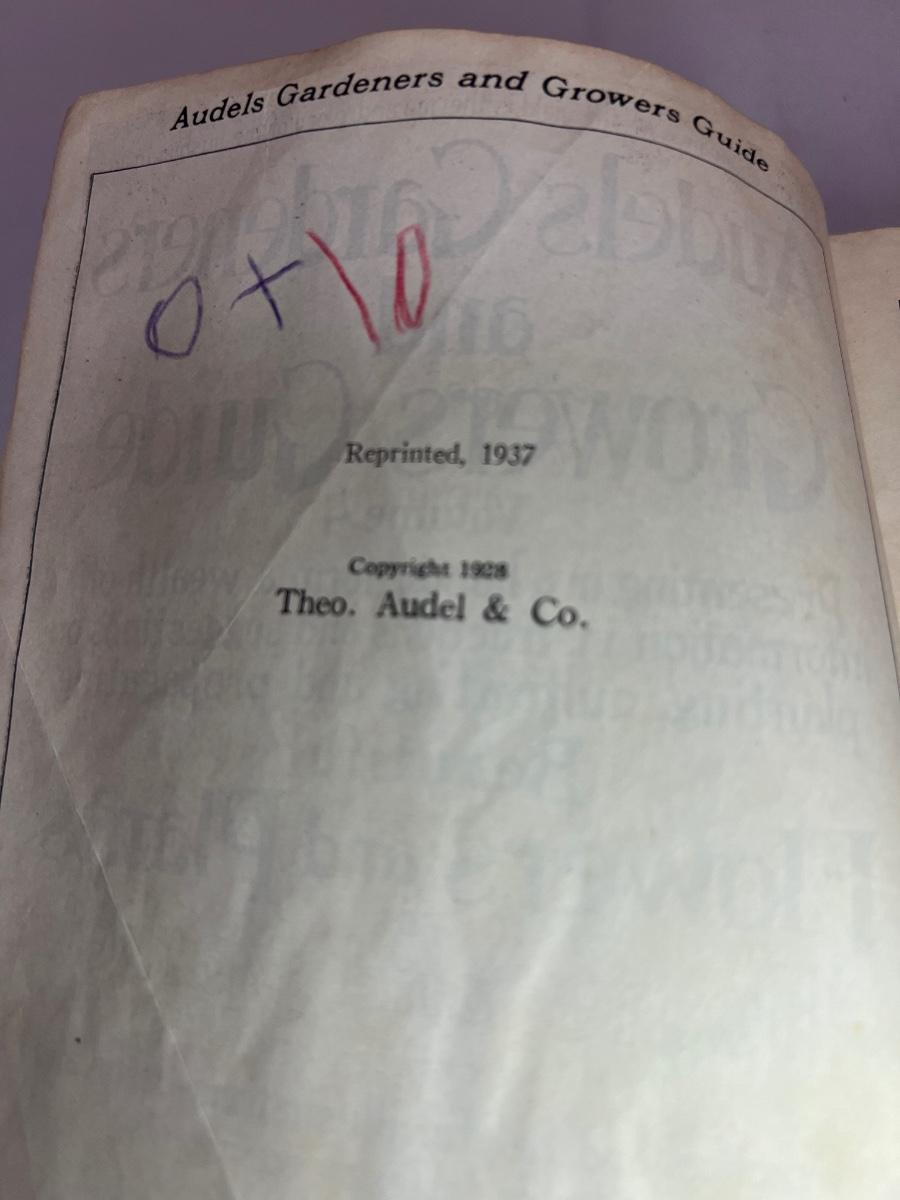 Audels Gardeners and Growers Guide
0 + 10
Reprinted, 1937
Copyright 1928
Theo. Audel & Co.